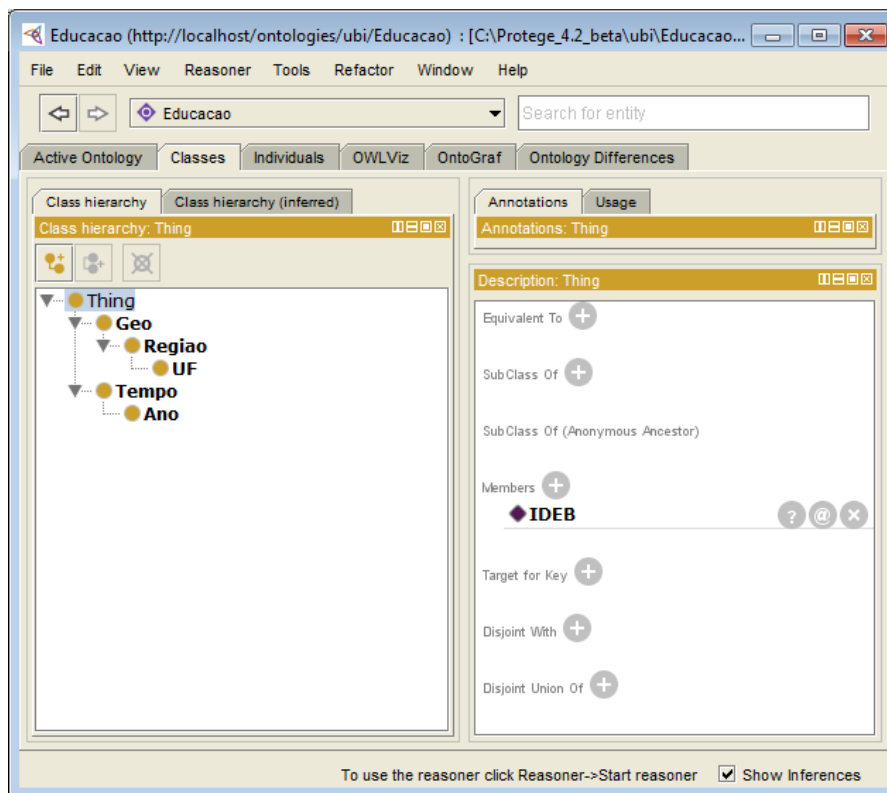 Educacao (http://localhost/ontologies/ubi/Educacao) : [C:\Protege_4.2_beta\ubi\Educacao...
File Edit View Reasoner Tools Refactor Window Help
Educacao
Search for entity
Active Ontology Classes Individuals OWLViz OntoGraf Ontology Differences
Class hierarchy Class hierarchy (inferred)
Class hierarchy: Thing
Thing
Geo
Regiao
UF
Tempo
Ano
Annotations Usage
Annotations: Thing
Description: Thing
Equivalent To
SubClass Of
SubClass Of (Anonymous Ancestor)
Members
IDEB
Target for Key
Disjoint With
Disjoint Union Of
To use the reasoner click Reasoner->Start reasoner Show Inferences